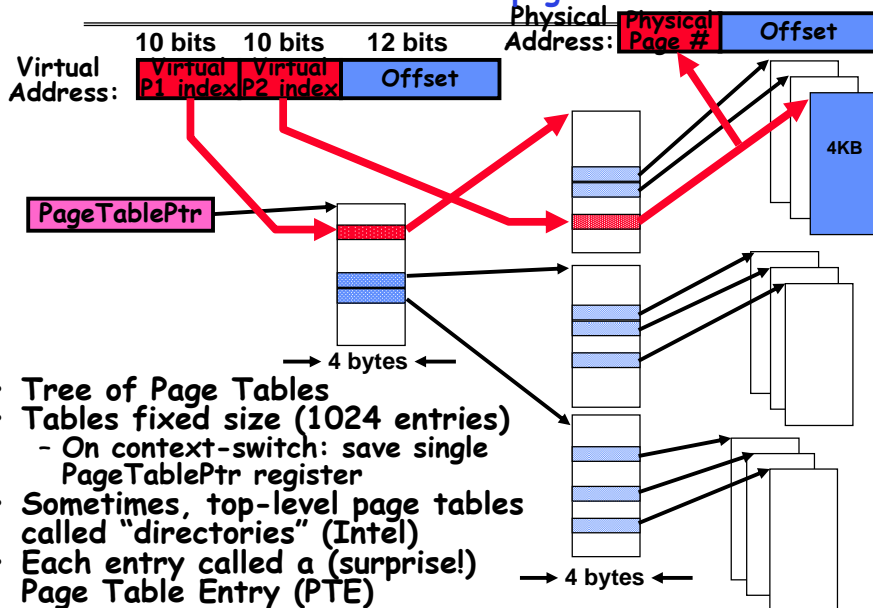 10 bits 10 bits 12 bits
Virtual
Address:
Virtual
P1 index
Virtual
P2 index
Offset
Physical
Address:
Physical
Page #
Offset
4KB
PageTablePtr
4 bytes
Tree of Page Tables
Tables fixed size (1024 entries)
- On context-switch: save single
PageTablePtr register
Sometimes, top-level page tables
called "directories" (Intel)
Each entry called a (surprise!)
Page Table Entry (PTE)
4 bytes